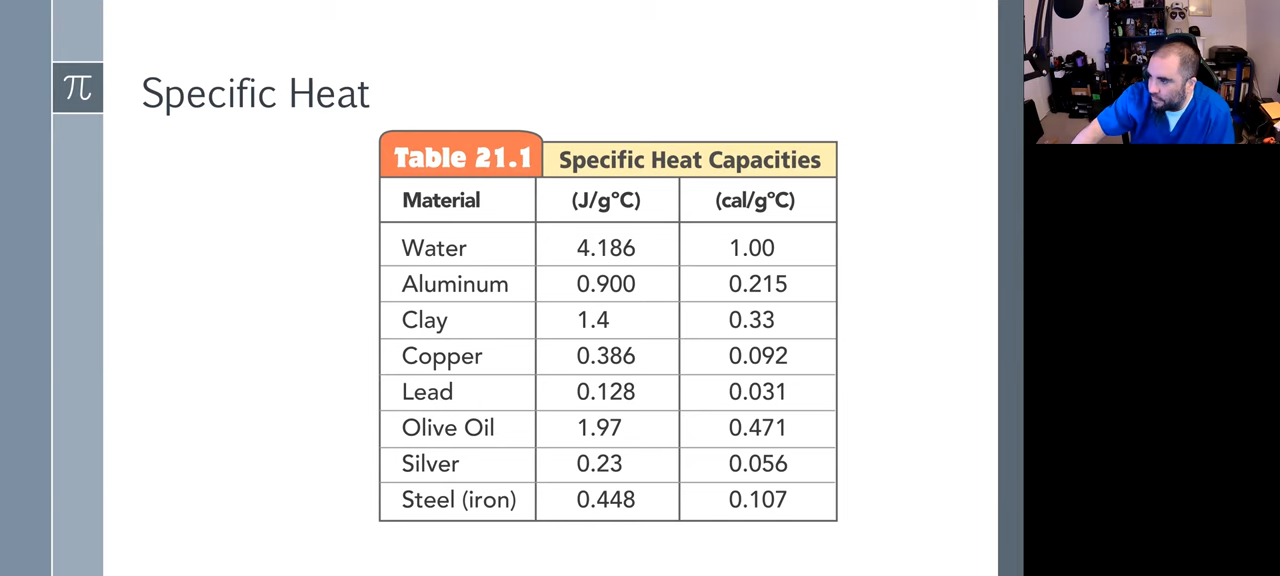 π
Specific Heat
Table 21.1 Specific Heat Capacities
Material (J/g°C) (cal/g°C)
Water 4.186 1.00
Aluminum 0.900 0.215
Clay 1.4 0.33
Copper 0.386 0.092
Lead 0.128 0.031
Olive Oil 1.97 0.471
Silver 0.23 0.056
Steel (iron) 0.448 0.107